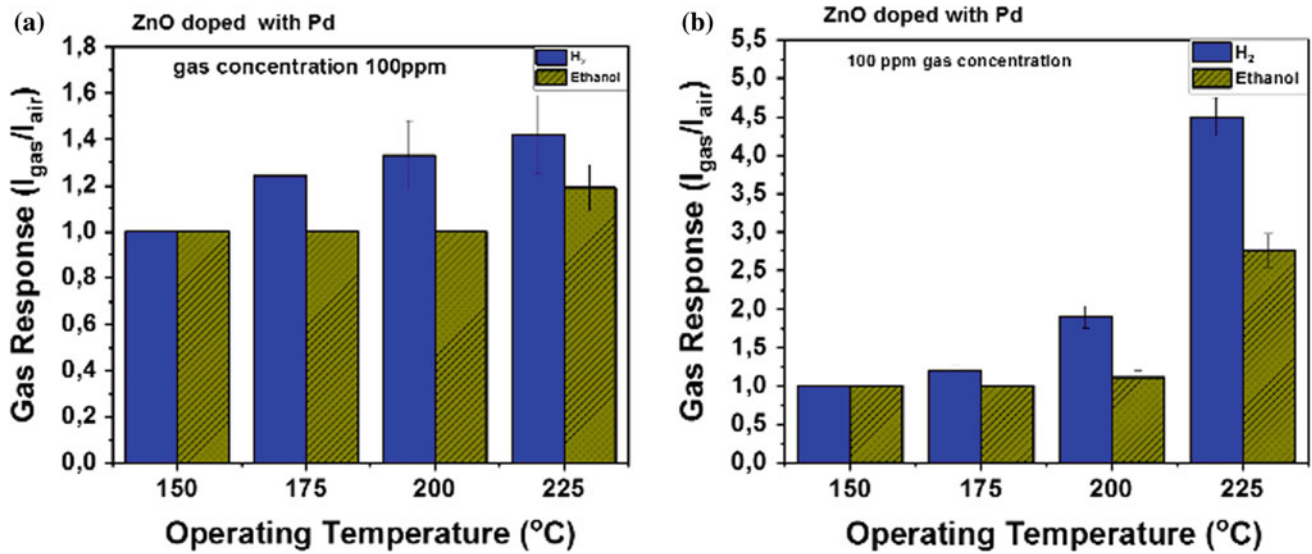 (a)
ZnO doped with Pd
gas concentration 100ppm
H₂
Ethanol
Gas Response (I_gas/I_air)
1,8
1,6
1,4
1,2
1,0
0,8
0,6
0,4
0,2
0,0
150 175 200 225
Operating Temperature (°C)
(b)
ZnO doped with Pd
100 ppm gas concentration
H₂
Ethanol
Gas Response (I_gas/I_air)
5,5
5,0
4,5
4,0
3,5
3,0
2,5
2,0
1,5
1,0
0,5
0,0
150 175 200 225
Operating Temperature (°C)